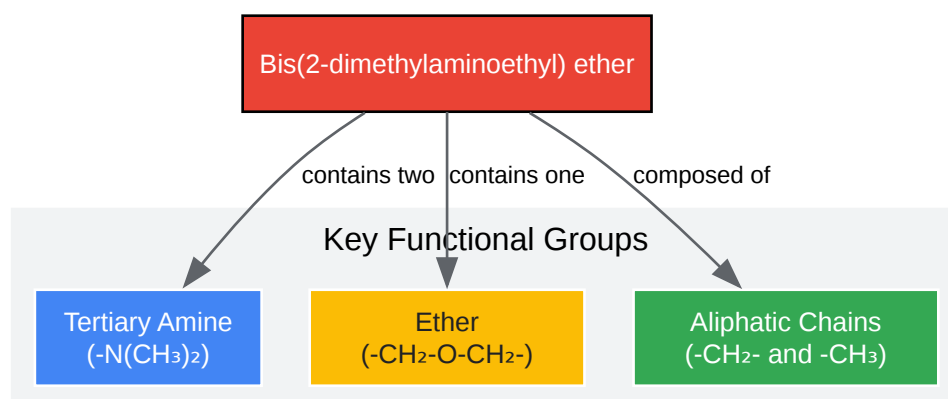 Bis(2-dimethylaminoethyl) ether
contains two
contains one
composed of
Key Functional Groups
Tertiary Amine
(-N(CH₃)₂)
Ether
(-CH₂-O-CH₂-)
Aliphatic Chains
(-CH₂- and -CH₃)